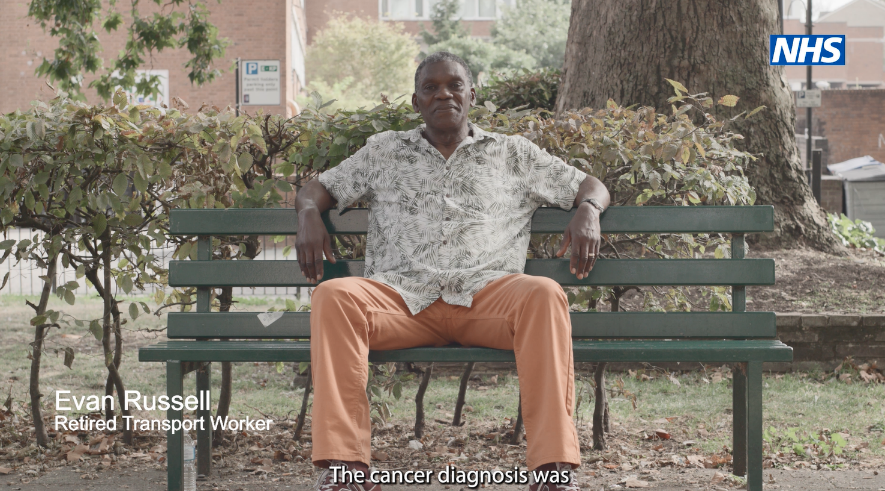 NHS
P
Evan Russell
Retired Transport Worker
The cancer diagnosis was